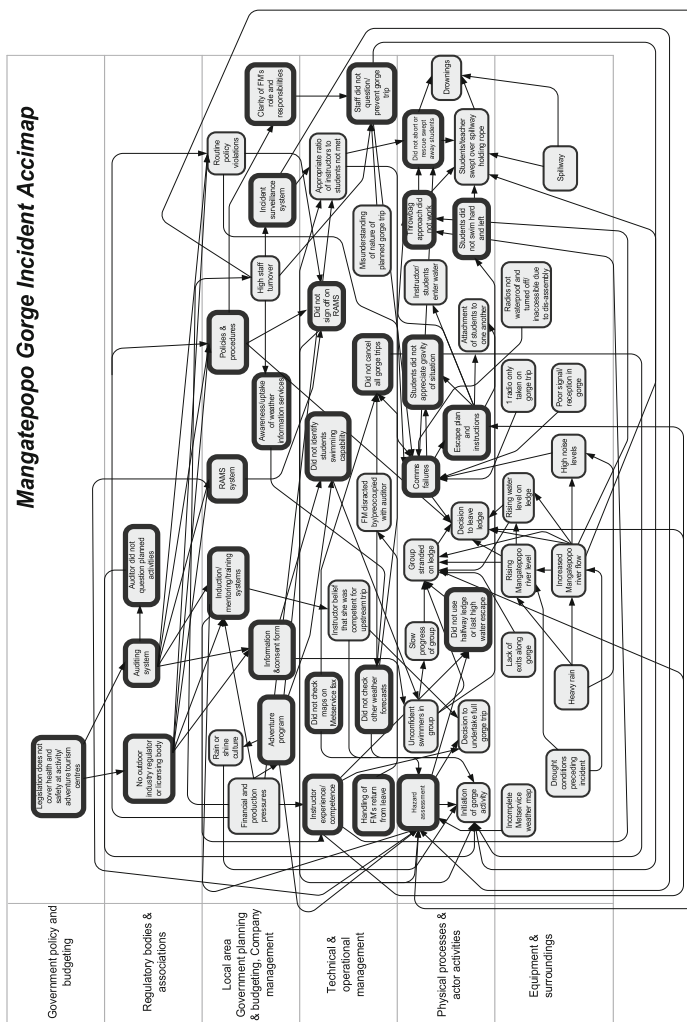 Mangatepopo Gorge Incident Accimap
Government policy and
budgeting
Legislation does not
cover health and
safety at activity/
adventure tourism
centres
Regulatory bodies &
associations
No outdoor
industry regulator
or licensing body
Auditing
system
Auditor did not
question planned
activities
Local area
Government planning
& budgeting, Company
management
Financial and
production
pressures
Rain or
shine
culture
Adventure
program
Information
&consent form
Induction/
mentoring/training
systems
RAMS
system
Awareness/uptake
of weather
information services
Policies &
procedures
High staff
turnover
Incident
surveillance
system
Routine
policy
violations
Clarity of FM's
role and
responsibilities
Technical &
operational
management
Instructor
experience/
competence
Handling of
FM's return
from leave
Did not check
maps on
Metservice fax
Did not check
other weather
forecasts
Instructor belief
that she was
competent for
upstream trip
Did not identify
students
swimming
capability
FM disracted
by/preoccupied
with auditor
Did not
sign off on
RAMS
Did not cancel
all gorge trips
Appropriate ratio
of instructors to
students not met
Misunderstanding
of nature of
planned gorge trip
Staff did not
question/
prevent gorge
trip
Physical processes &
actor activities
Hazard
assessment
Initiation
of gorge
activity
Decision to
undertake full
gorge trip
Unconfident
swimmers in
group
Slow
progress
of group
Did not use
halfway ledge
or last high
water escape
Group
stranded
on ledge
Decision
to leave
ledge
Comms
failures
Escape plan
and
instructions
Students did not
appreciate gravity
of situation
Attachment
of students to
one another
Instructor/
students
enter water
Throwbag
approach did
not work
Students did
not swim hard
and left
Did not abort or
rescue swept
away students
Students/teacher
swept over spillway
holding rope
Drownings
Equipment &
surroundings
Incomplete
Metservice
weather map
Drought
conditions
preceding
incident
Heavy rain
Lack of
exits along
gorge
Rising
Mangatepopo
river level
Increased
Mangatepopo
river flow
Rising water
level on
ledge
High noise
levels
1 radio only
taken on
gorge trip
Poor signal/
reception in
gorge
Radios not
waterproof and
turned off/
inaccessible due
to dis-assembly
Spillway